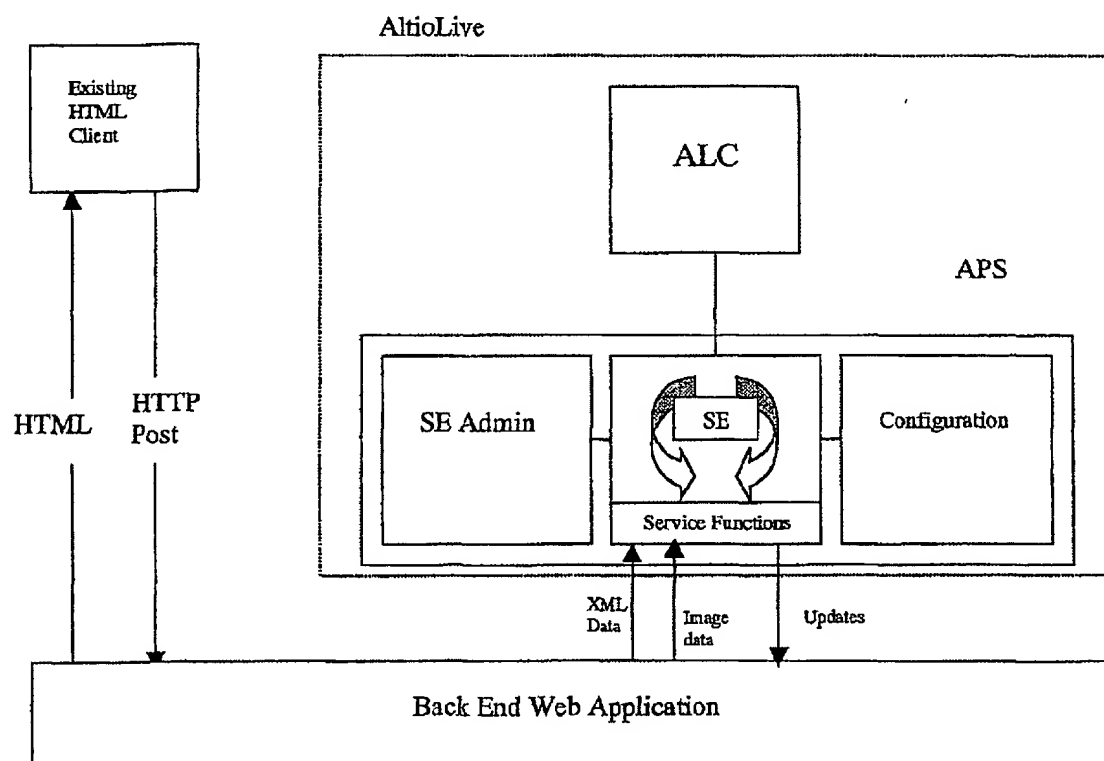 AltioLive
Existing
HTML
Client
ALC
APS
HTML
HTTP
Post
SE Admin
SE
Configuration
Service Functions
XML
Data
Image
data
Updates
Back End Web Application